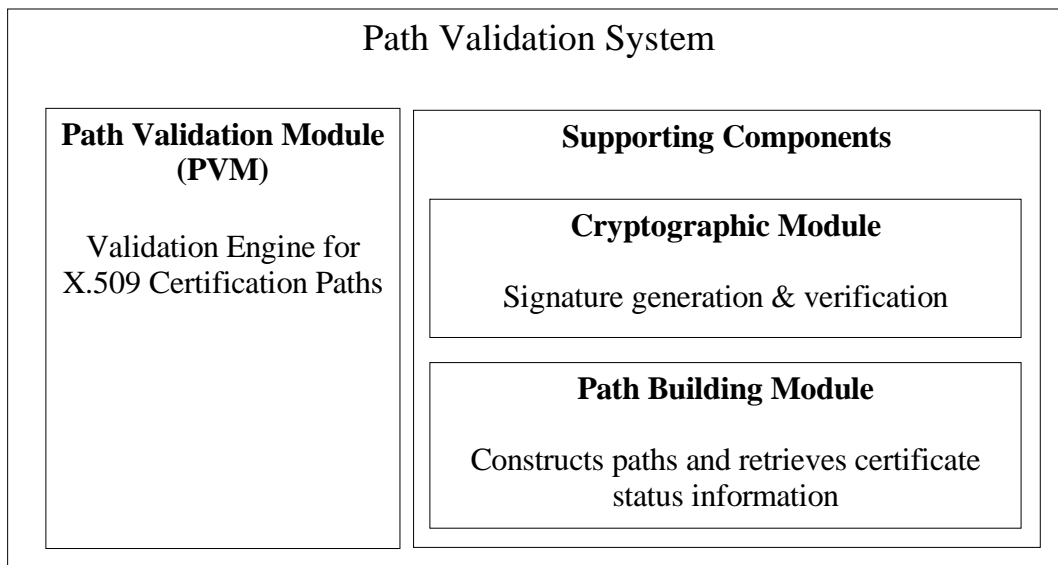 Path Validation System
Path Validation Module
(PVM)
Validation Engine for
X.509 Certification Paths
Supporting Components
Cryptographic Module
Signature generation & verification
Path Building Module
Constructs paths and retrieves certificate
status information